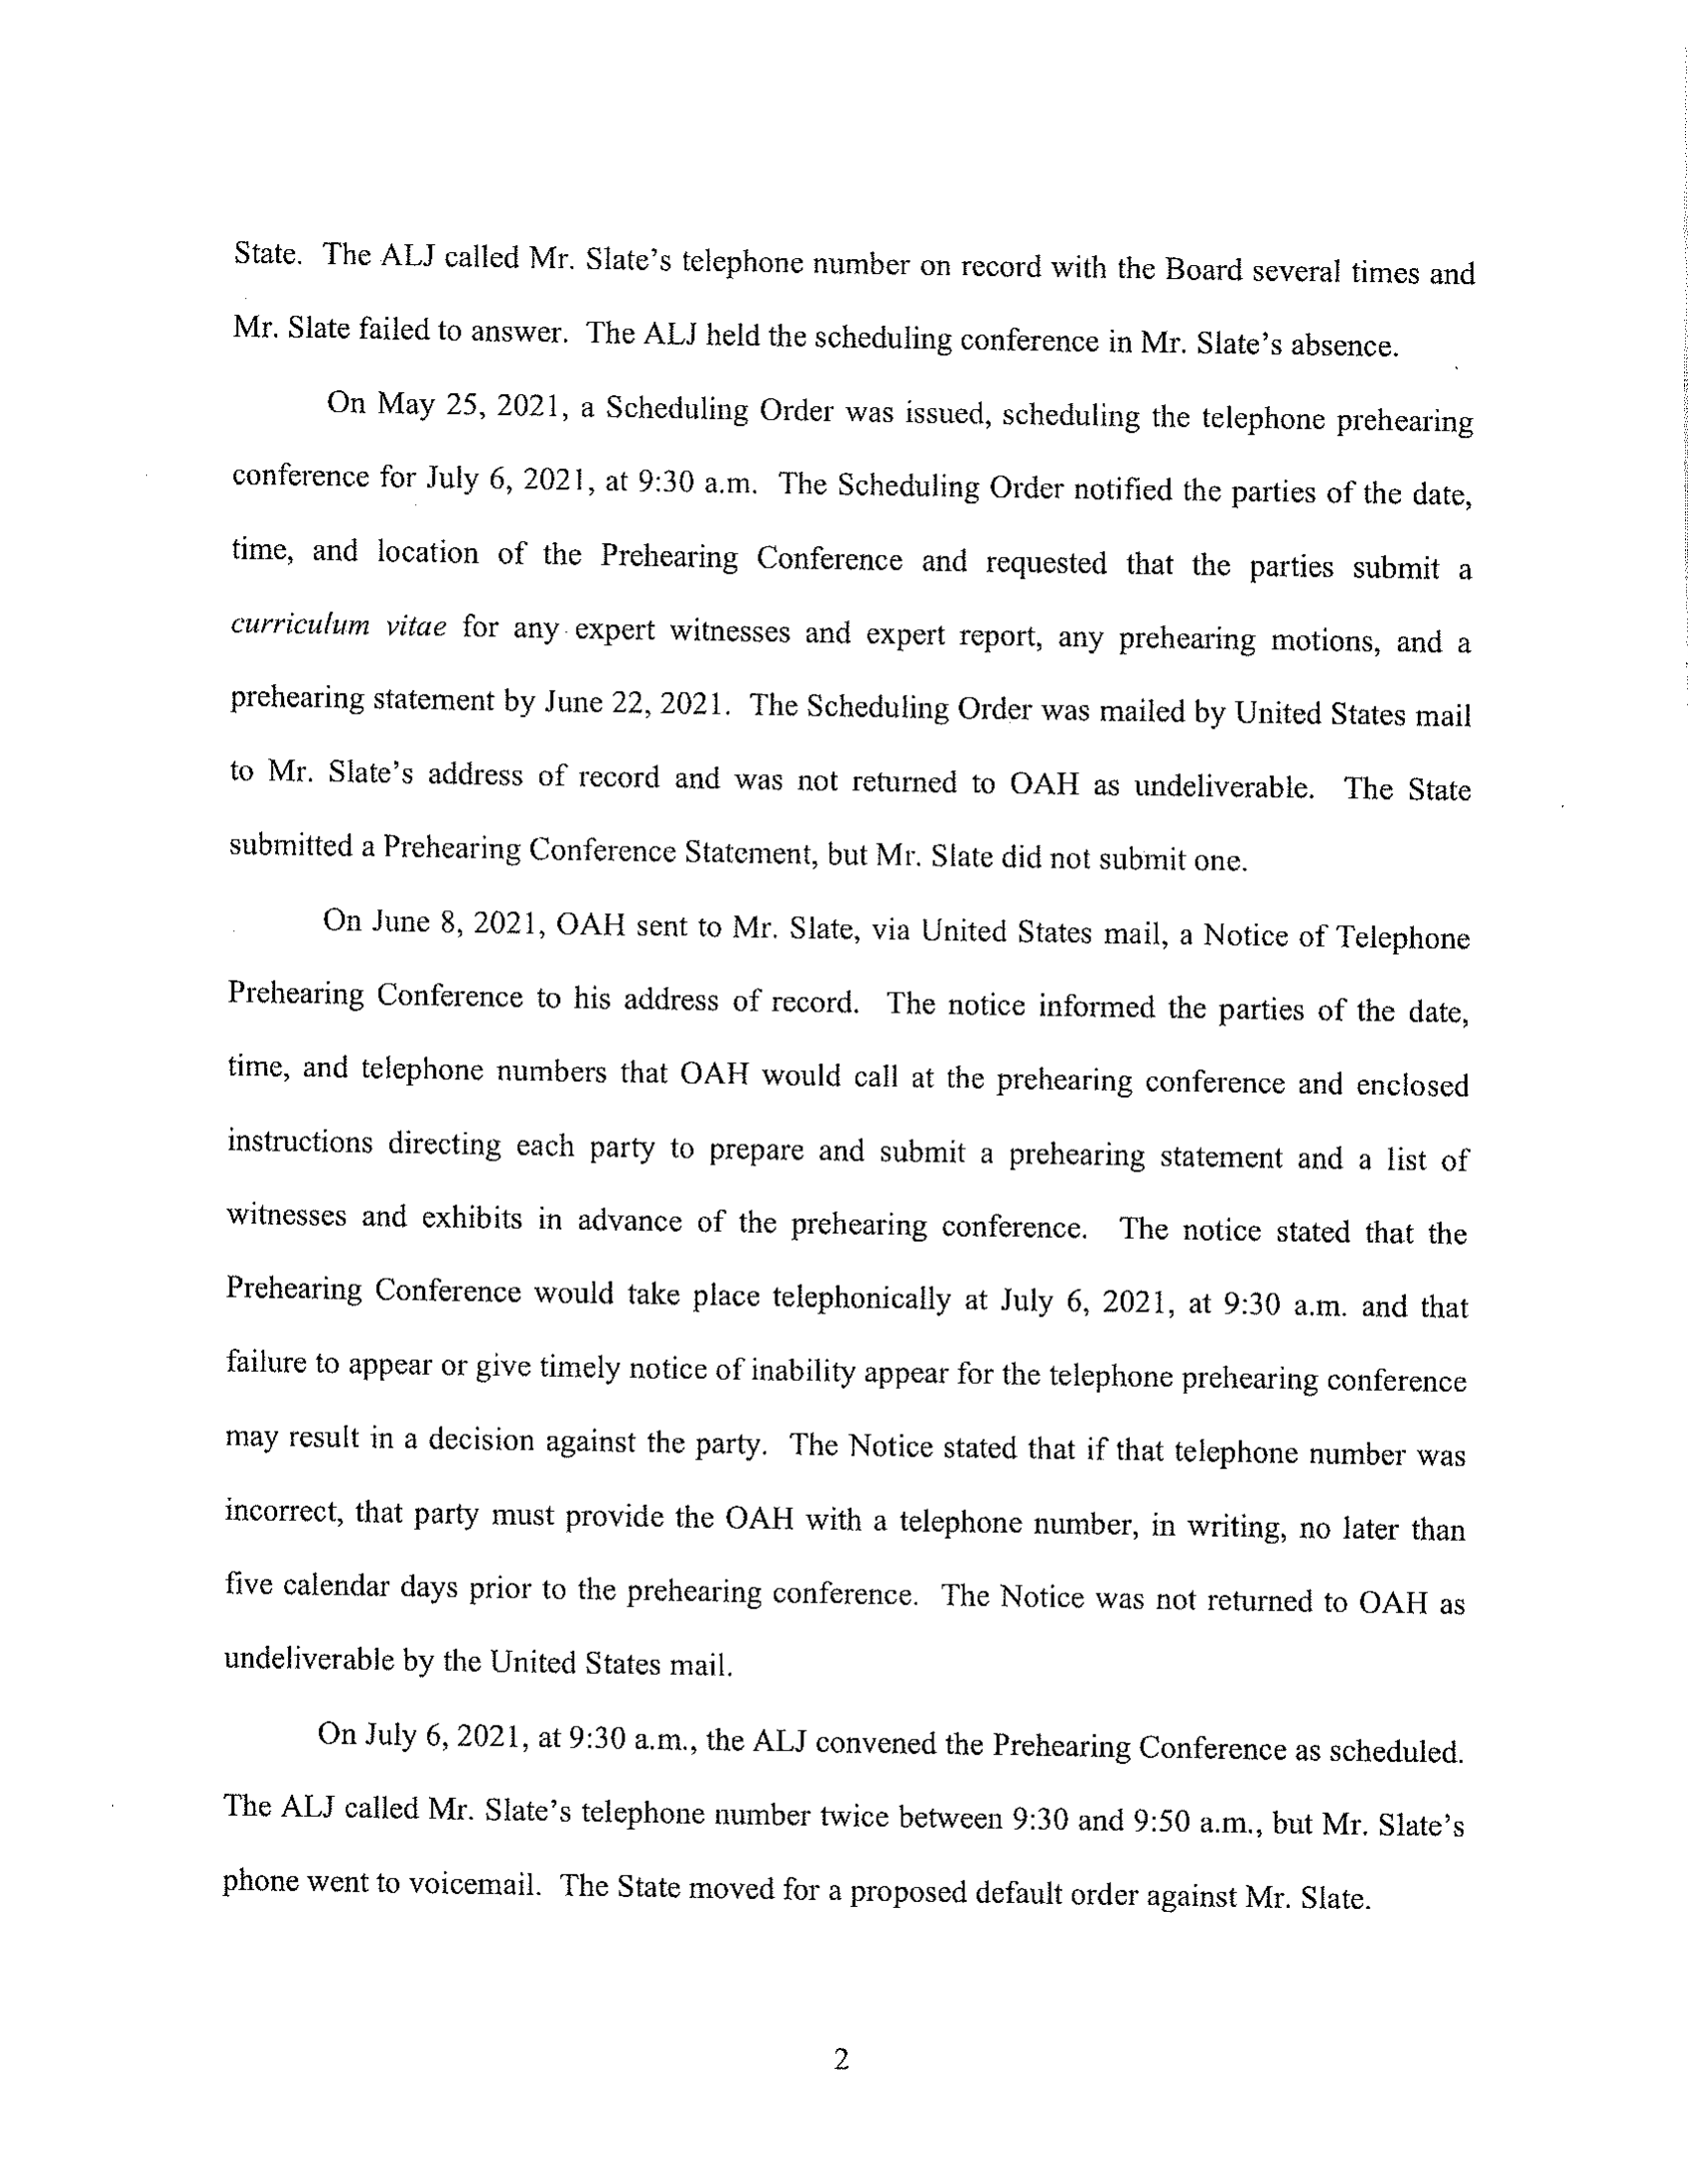 State. The ALJ called Mr. Slate's telephone number on record with the Board several times and
Mr. Slate failed to answer. The ALJ held the scheduling conference in Mr. Slate's absence.
On May 25, 2021, a Scheduling Order was issued, scheduling the telephone prehearing
conference for July 6, 2021, at 9:30 a.m. The Scheduling Order notified the parties of the date,
time, and location of the Prehearing Conference and requested that the parties submit a
curriculum vitae for any expert witnesses and expert report, any prehearing motions, and a
prehearing statement by June 22, 2021. The Scheduling Order was mailed by United States mail
to Mr. Slate's address of record and was not returned to OAH as undeliverable. The State
submitted a Prehearing Conference Statement, but Mr. Slate did not submit one.
On June 8, 2021, OAH sent to Mr. Slate, via United States mail, a Notice of Telephone
Prehearing Conference to his address of record. The notice informed the parties of the date,
time, and telephone numbers that OAH would call at the prehearing conference and enclosed
instructions directing each party to prepare and submit a prehearing statement and a list of
witnesses and exhibits in advance of the prehearing conference. The notice stated that the
Prehearing Conference would take place telephonically at July 6, 2021, at 9:30 a.m. and that
failure to appear or give timely notice of inability appear for the telephone prehearing conference
may result in a decision against the party. The Notice stated that if that telephone number was
incorrect, that party must provide the OAH with a telephone number, in writing, no later than
five calendar days prior to the prehearing conference. The Notice was not returned to OAH as
undeliverable by the United States mail.
On July 6, 2021, at 9:30 a.m., the ALJ convened the Prehearing Conference as scheduled.
The ALJ called Mr. Slate's telephone number twice between 9:30 and 9:50 a.m., but Mr. Slate's
phone went to voicemail. The State moved for a proposed default order against Mr. Slate.
2